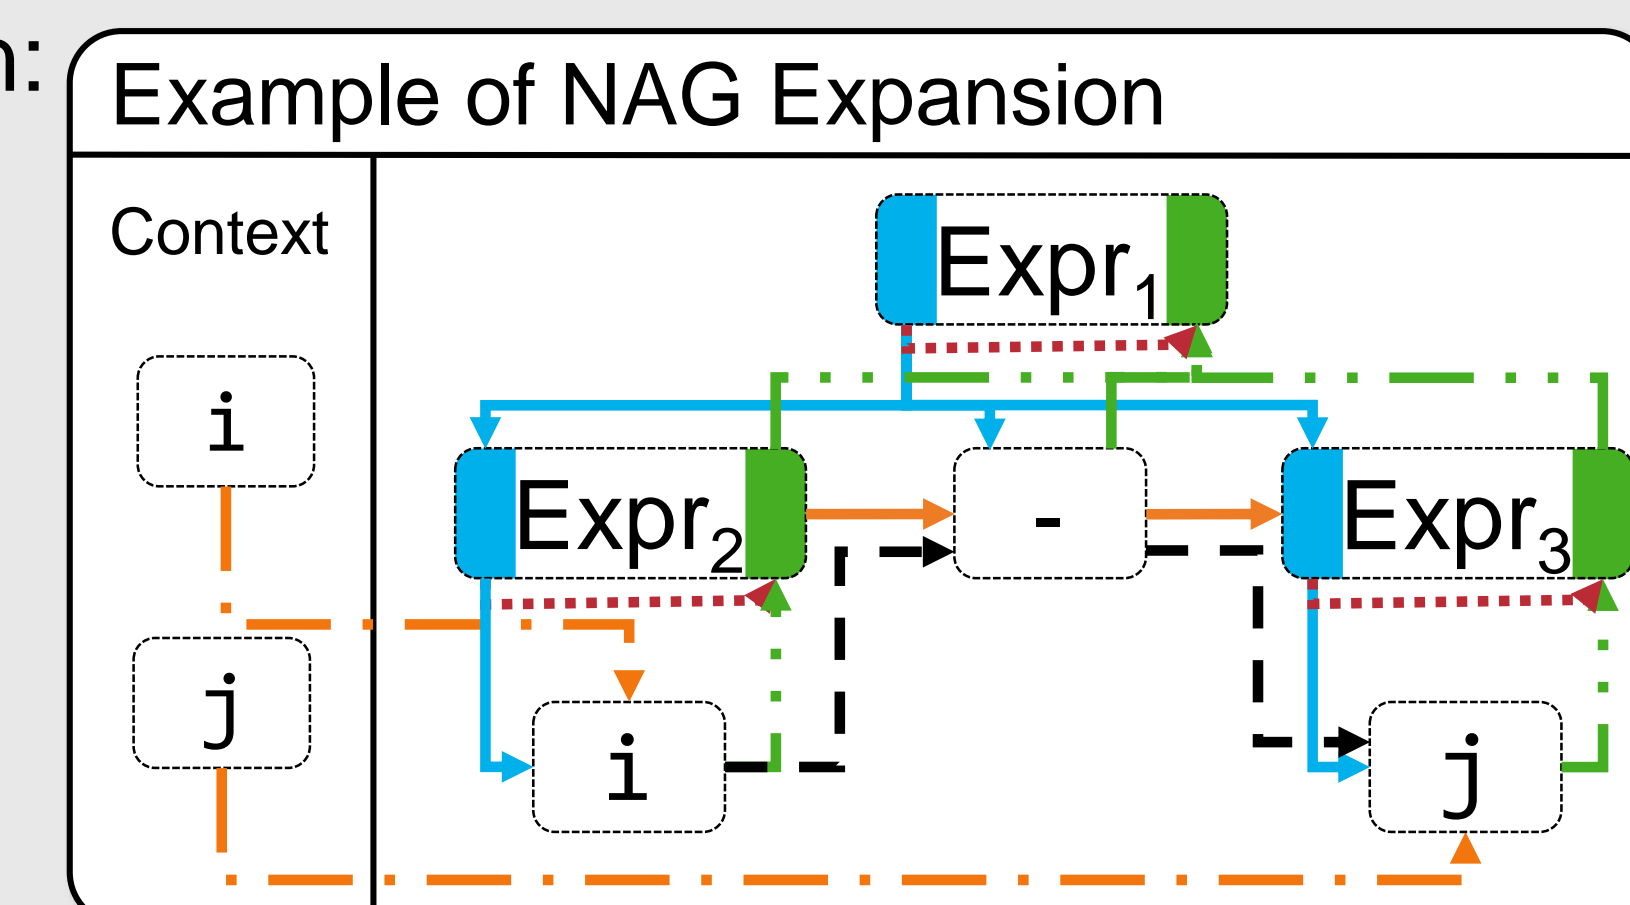 n:
Example of NAG Expansion
Context
Expr1
i
Expr2
-
Expr3
j
i
j